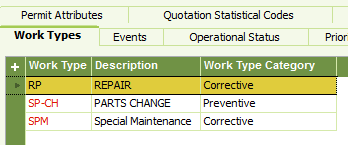 Permit Attributes Quotation Statistical Codes
Work Types Events Operational Status Prior
+ Work Type Description Work Type Category
RP REPAIR Corrective
SP-CH PARTS CHANGE Preventive
SPM Special Maintenance Corrective